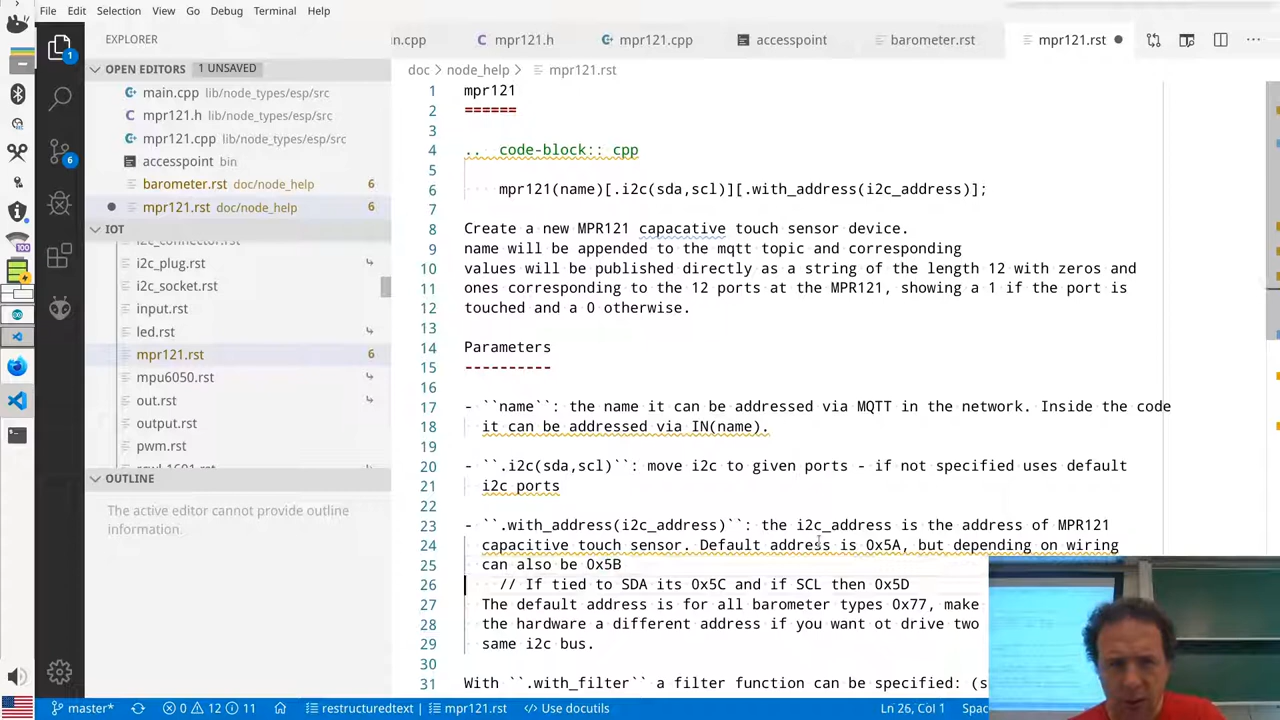 File Edit Selection View Go Debug Terminal Help
EXPLORER
n.cpp
mpr121.h
mpr121.cpp
accesspoint
barometer.rst
mpr121.rst
OPEN EDITORS 1 UNSAVED
doc > node_help > mpr121.rst
main.cpp lib/node_types/esp/src
mpr121.h lib/node_types/esp/src
mpr121.cpp lib/node_types/esp/src
accesspoint bin
barometer.rst doc/node_help 6
mpr121.rst doc/node_help 6
IOT
i2c_connector.rst
i2c_plug.rst
i2c_socket.rst
input.rst
led.rst
mpr121.rst 6
mpu6050.rst
out.rst
output.rst
pwm.rst
OUTLINE
The active editor cannot provide outline
information.
1
6
100
1 mpr121
2 ======
3
4 .. code-block:: cpp
5
6 mpr121(name)[.i2c(sda,scl)][.with_address(i2c_address)];
7
8 Create a new MPR121 capacative touch sensor device.
9 name will be appended to the mqtt topic and corresponding
10 values will be published directly as a string of the length 12 with zeros and
11 ones corresponding to the 12 ports at the MPR121, showing a 1 if the port is
12 touched and a 0 otherwise.
13
14 Parameters
15 ----------
16
17 - ``name``: the name it can be addressed via MQTT in the network. Inside the code
18 it can be addressed via IN(name).
19
20 - ``.i2c(sda,scl)``: move i2c to given ports - if not specified uses default
21 i2c ports
22
23 - ``.with_address(i2c_address)``: the i2c_address is the address of MPR121
24 capacitive touch sensor. Default address is 0x5A, but depending on wiring
25 can also be 0x5B
26 // If tied to SDA its 0x5C and if SCL then 0x5D
27 The default address is for all barometer types 0x77, make
28 the hardware a different address if you want ot drive two
29 same i2c bus.
30
31 With ``.with_filter`` a filter function can be specified: (s
master* 0 12 11 restructuredtext | mpr121.rst Use docutils Ln 26, Col 1 Spac